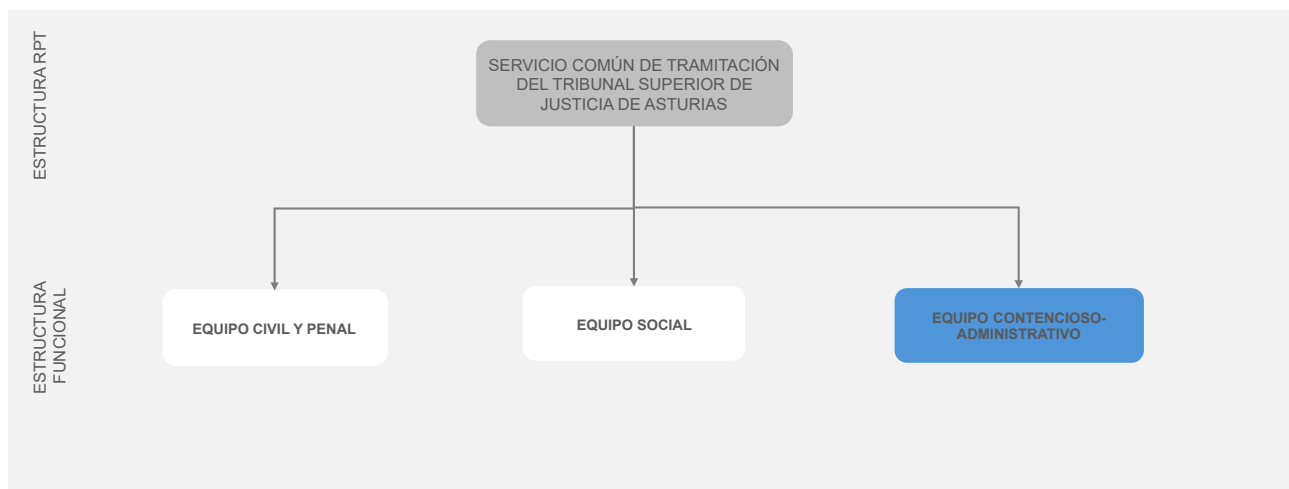 ESTRUCTURA RPT
SERVICIO COMÚN DE TRAMITACIÓN
DEL TRIBUNAL SUPERIOR DE
JUSTICIA DE ASTURIAS
ESTRUCTURA
FUNCIONAL
EQUIPO CIVIL Y PENAL
EQUIPO SOCIAL
EQUIPO CONTENCIOSO-
ADMINISTRATIVO